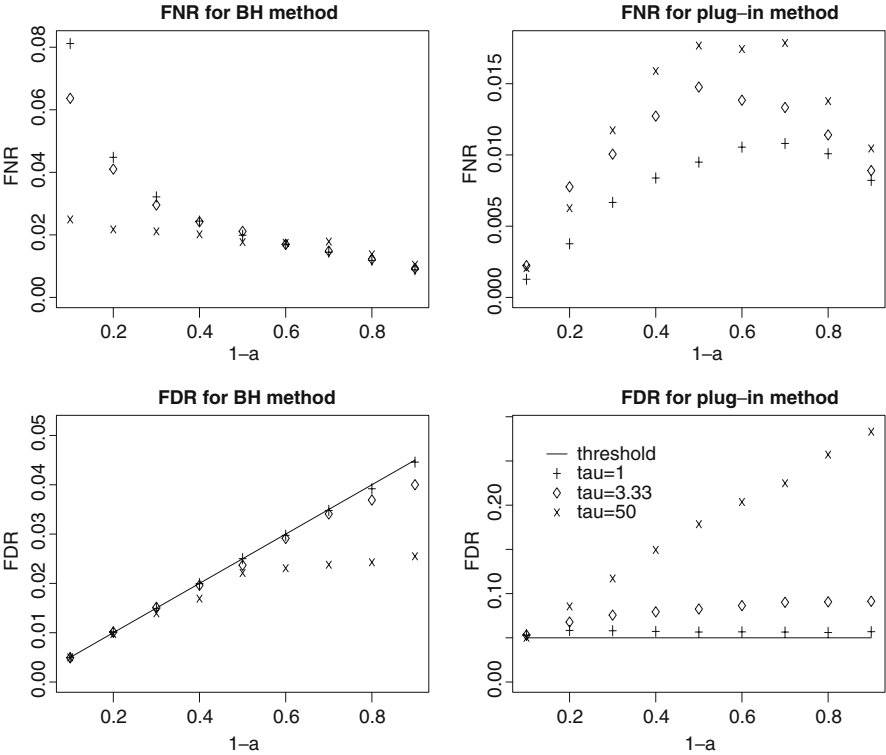 FNR for BH method
FNR
0.08
0.06
0.04
0.02
0.00
0.2 0.4 0.6 0.8
1–a
FNR for plug–in method
FNR
0.015
0.010
0.005
0.000
0.2 0.4 0.6 0.8
1–a
FDR for BH method
FDR
0.05
0.04
0.03
0.02
0.01
0.00
0.2 0.4 0.6 0.8
1–a
FDR for plug–in method
FDR
0.20
0.10
0.00
threshold
tau=1
tau=3.33
tau=50
0.2 0.4 0.6 0.8
1–a